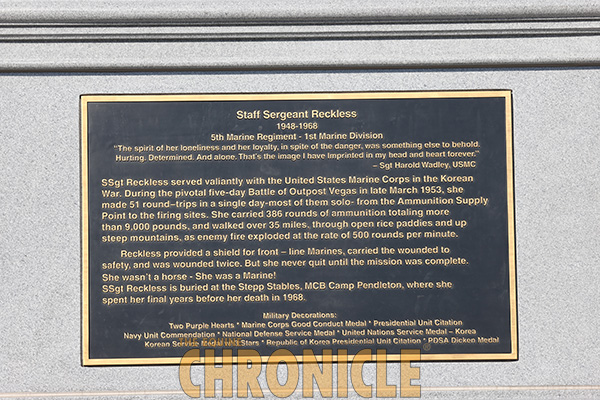 Staff Sergeant Reckless
1948-1968
5th Marine Regiment - 1st Marine Division
"The spirit of her loneliness and her loyalty, in spite of the danger, was something else to behold.
Hurting. Determined. And alone. That's the image I have imprinted in my head and heart forever."
– Sgt Harold Wadley, USMC
SSgt Reckless served valiantly with the United States Marine Corps in the Korean
War. During the pivotal five-day Battle of Outpost Vegas in late March 1953, she
made 51 round–trips in a single day-most of them solo- from the Ammunition Supply
Point to the firing sites. She carried 386 rounds of ammunition totaling more
than 9,000 pounds, and walked over 35 miles, through open rice paddies and up
steep mountains, as enemy fire exploded at the rate of 500 rounds per minute.
Reckless provided a shield for front – line Marines, carried the wounded to
safety, and was wounded twice. But she never quit until the mission was complete.
She wasn't a horse - She was a Marine!
SSgt Reckless is buried at the Stepp Stables, MCB Camp Pendleton, where she
spent her final years before her death in 1968.
Military Decorations:
Two Purple Hearts * Marine Corps Good Conduct Medal * Presidential Unit Citation
Navy Unit Commendation * National Defense Service Medal * United Nations Service Medal – Korea
Korean Service Medal Stars * Republic of Korea Presidential Unit Citation * PDSA Dicken Medal
CHRONICLE